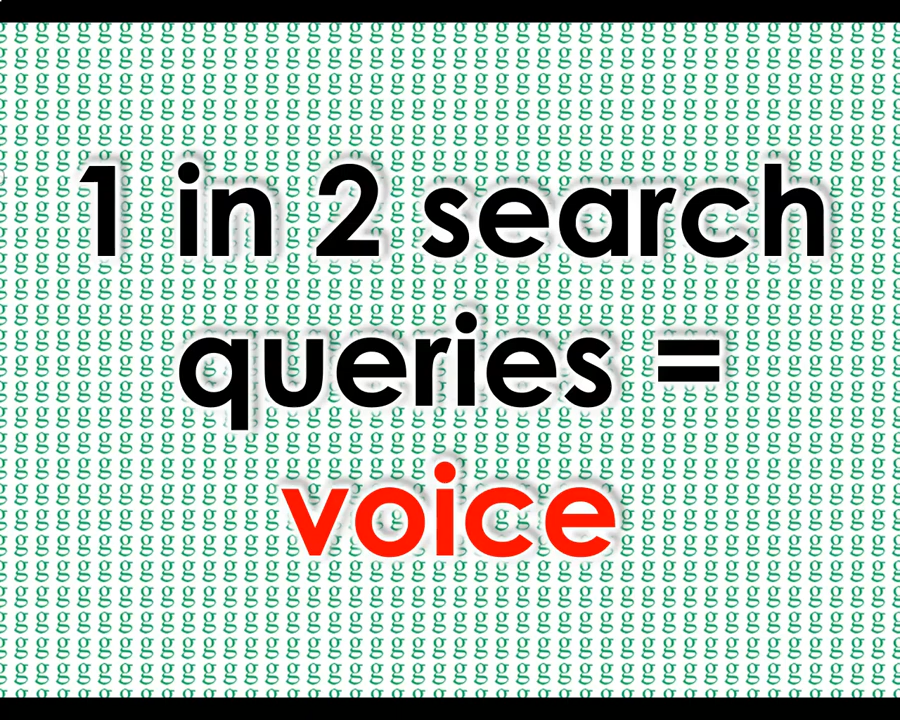 1 in 2 search
queries =
voice